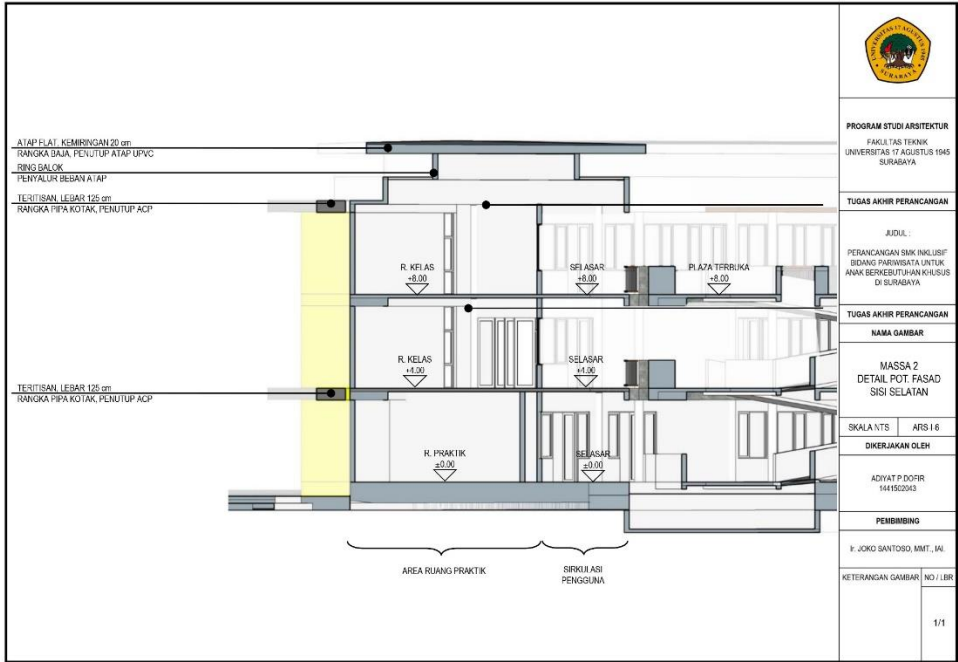 ATAP FLAT, KEMIRINGAN 20 cm
RANGKA BAJA, PENUTUP ATAP UPVC
RING BALOK
PENYALUR BEBAN ATAP
TERITISAN, LEBAR 125 cm
RANGKA PIPA KOTAK, PENUTUP ACP
R. KELAS
+8.00
SELASAR
+8.00
PLAZA TERBUKA
+8.00
R. KELAS
+4.00
SELASAR
+4.00
TERITISAN, LEBAR 125 cm
RANGKA PIPA KOTAK, PENUTUP ACP
R. PRAKTIK
±0.00
SELASAR
±0.00
AREA RUANG PRAKTIK
SIRKULASI
PENGGUNA
UNIVERSITAS 17 AGUSTUS 1945
SURABAYA
PROGRAM STUDI ARSITEKTUR
FAKULTAS TEKNIK
UNIVERSITAS 17 AGUSTUS 1945
SURABAYA
TUGAS AKHIR PERANCANGAN
JUDUL :
PERANCANGAN SMK INKLUSIF
BIDANG PARIWISATA UNTUK
ANAK BERKEBUTUHAN KHUSUS
DI SURABAYA
TUGAS AKHIR PERANCANGAN
NAMA GAMBAR
MASSA 2
DETAIL POT. FASAD
SISI SELATAN
SKALA NTS
ARS I-6
DIKERJAKAN OLEH
ADIYAT P.DOFIR
1441502043
PEMBIMBING
Ir. JOKO SANTOSO, MMT., IAI.
KETERANGAN GAMBAR
NO / LBR
1/1